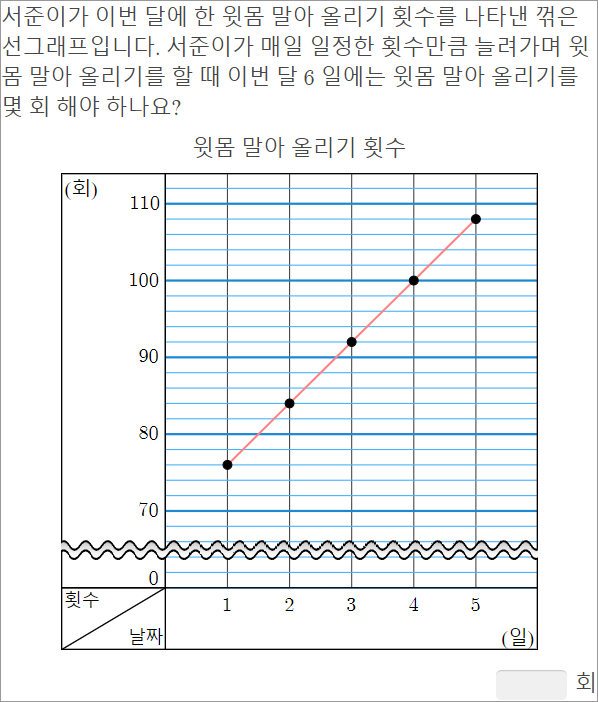 서준이가 이번 달에 한 윗몸 말아 올리기 횟수를 나타낸 꺾은
선그래프입니다. 서준이가 매일 일정한 횟수만큼 늘려가며 윗
몸 말아 올리기를 할 때 이번 달 6 일에는 윗몸 말아 올리기를
몇 회 해야 하나요?
윗몸 말아 올리기 횟수
(회)
110
100
90
80
70
0
횟수
날짜
1 2 3 4 5
(일)
회